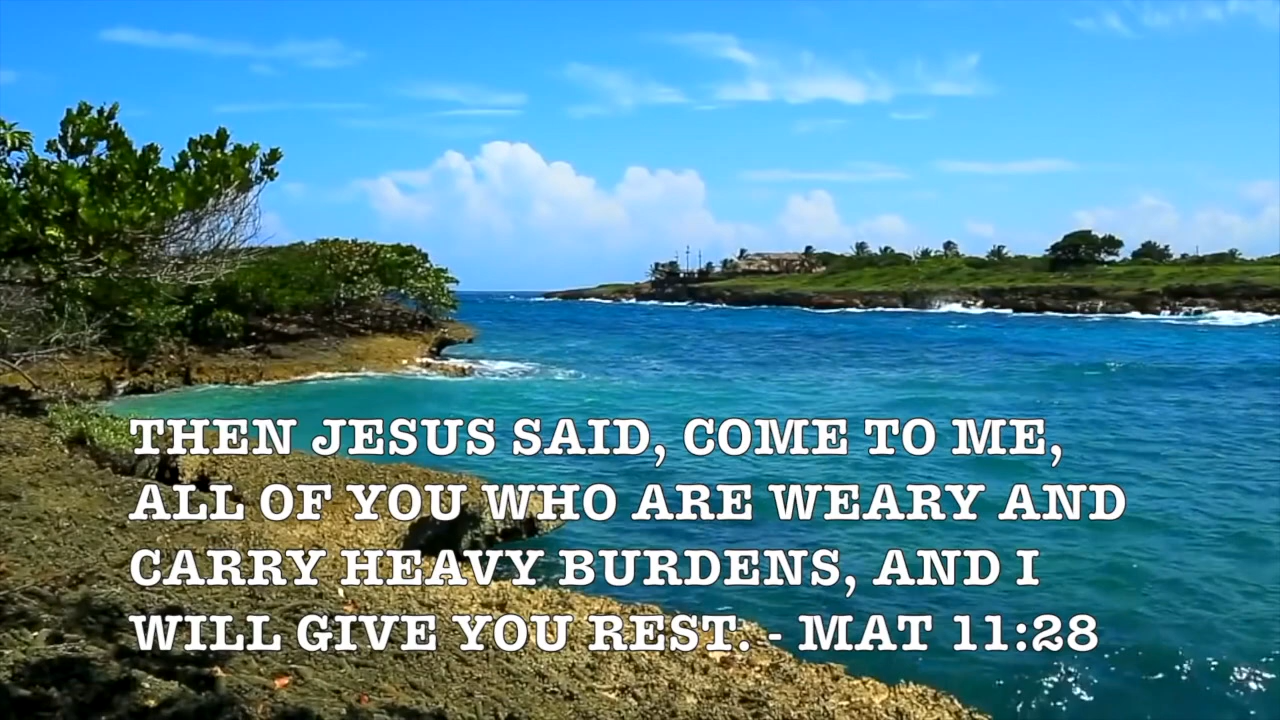 THEN JESUS SAID, COME TO ME,
ALL OF YOU WHO ARE WEARY AND
CARRY HEAVY BURDENS, AND I
WILL GIVE YOU REST. - MAT 11:28